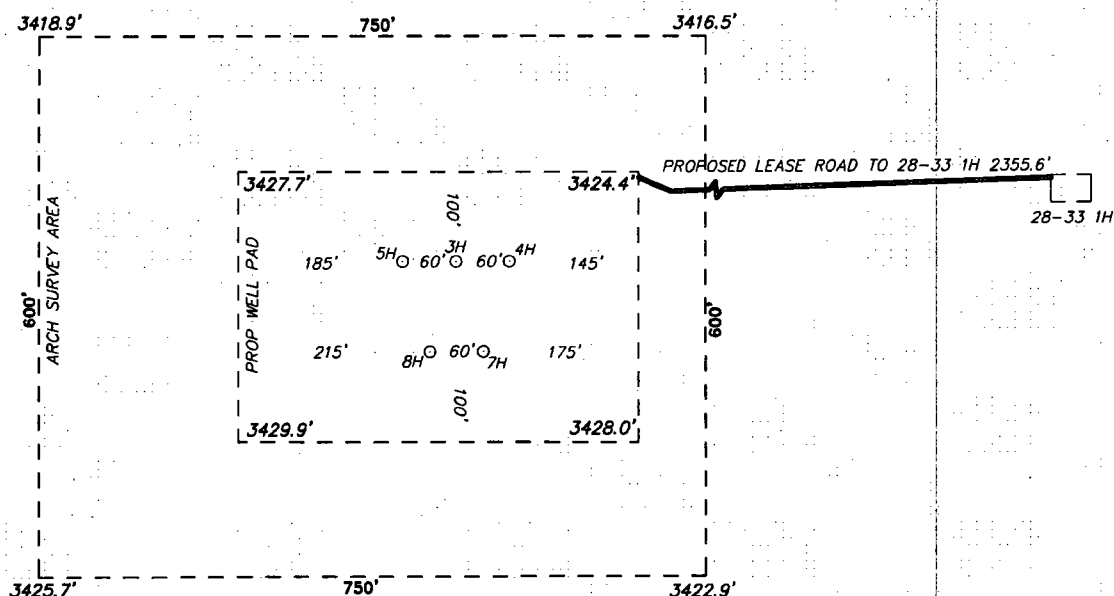 3418.9' 750' 3416.5'
PROPOSED LEASE ROAD TO 28-33 1H 2355.6'
3427.7' 3424.4'
28-33 1H
100'
5H 60' 3H 60' 4H
185' 145'
ARCH SURVEY AREA
PROP WELL PAD
600' 600'
215' 8H 60' 7H 175'
100'
3429.9' 3428.0'
3425.7' 750' 3422.9'